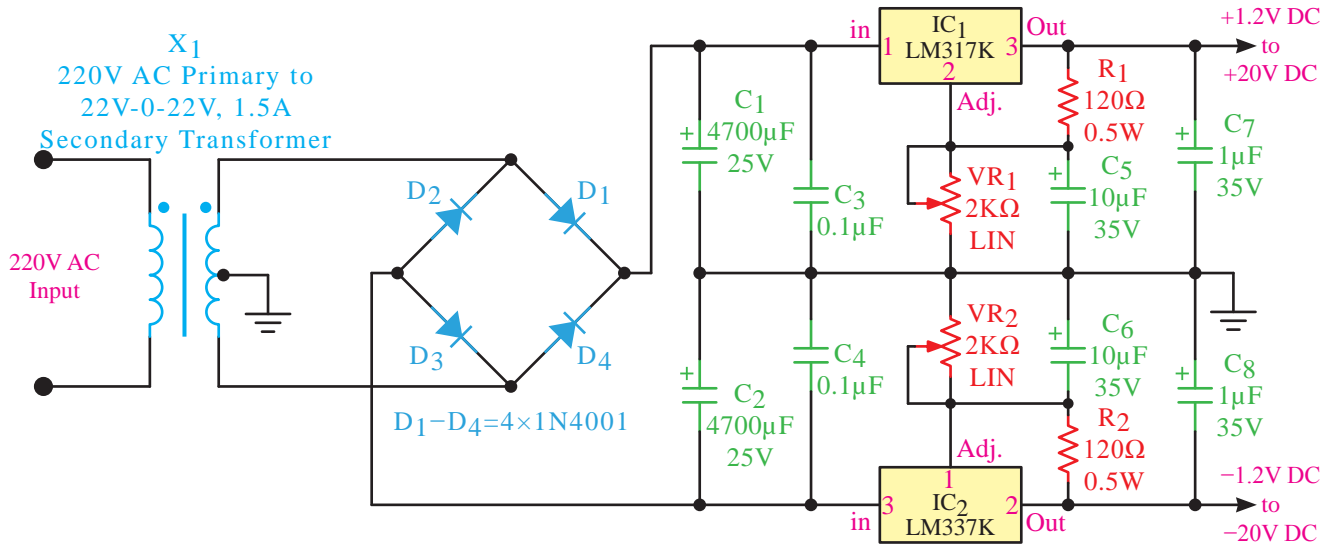 X1
220V AC Primary to
22V-0-22V, 1.5A
Secondary Transformer
220V AC
Input
D2
D1
D3
D4
D1−D4=4×1N4001
C1
4700µF
25V
C3
0.1µF
C2
4700µF
25V
C4
0.1µF
in
1
IC1
LM317K
2
3
Out
Adj.
VR1
2KΩ
LIN
R1
120Ω
0.5W
C5
10µF
35V
C7
1µF
35V
+1.2V DC
to
+20V DC
VR2
2KΩ
LIN
C6
10µF
35V
C8
1µF
35V
R2
120Ω
0.5W
Adj.
1
3
IC2
LM337K
2
in
Out
−1.2V DC
to
−20V DC